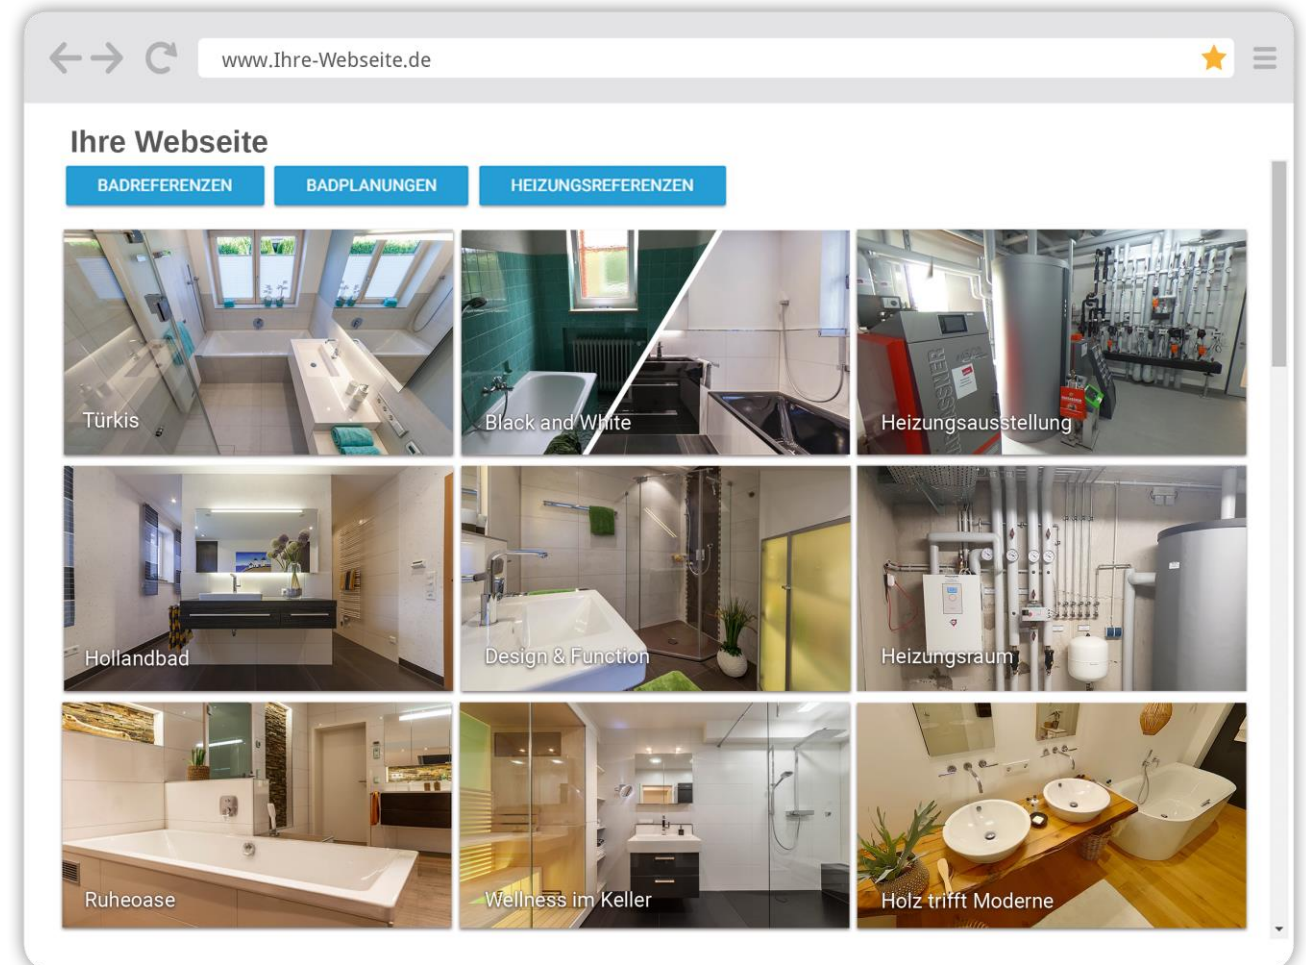 www.Ihre-Webseite.de
Ihre Webseite
BADREFERENZEN
BADPLANUNGEN
HEIZUNGSREFERENZEN
Türkis
Black and White
Heizungsausstellung
Hollandbad
Design & Function
Heizungsraum
Ruheoase
Wellness im Keller
Holz trifft Moderne